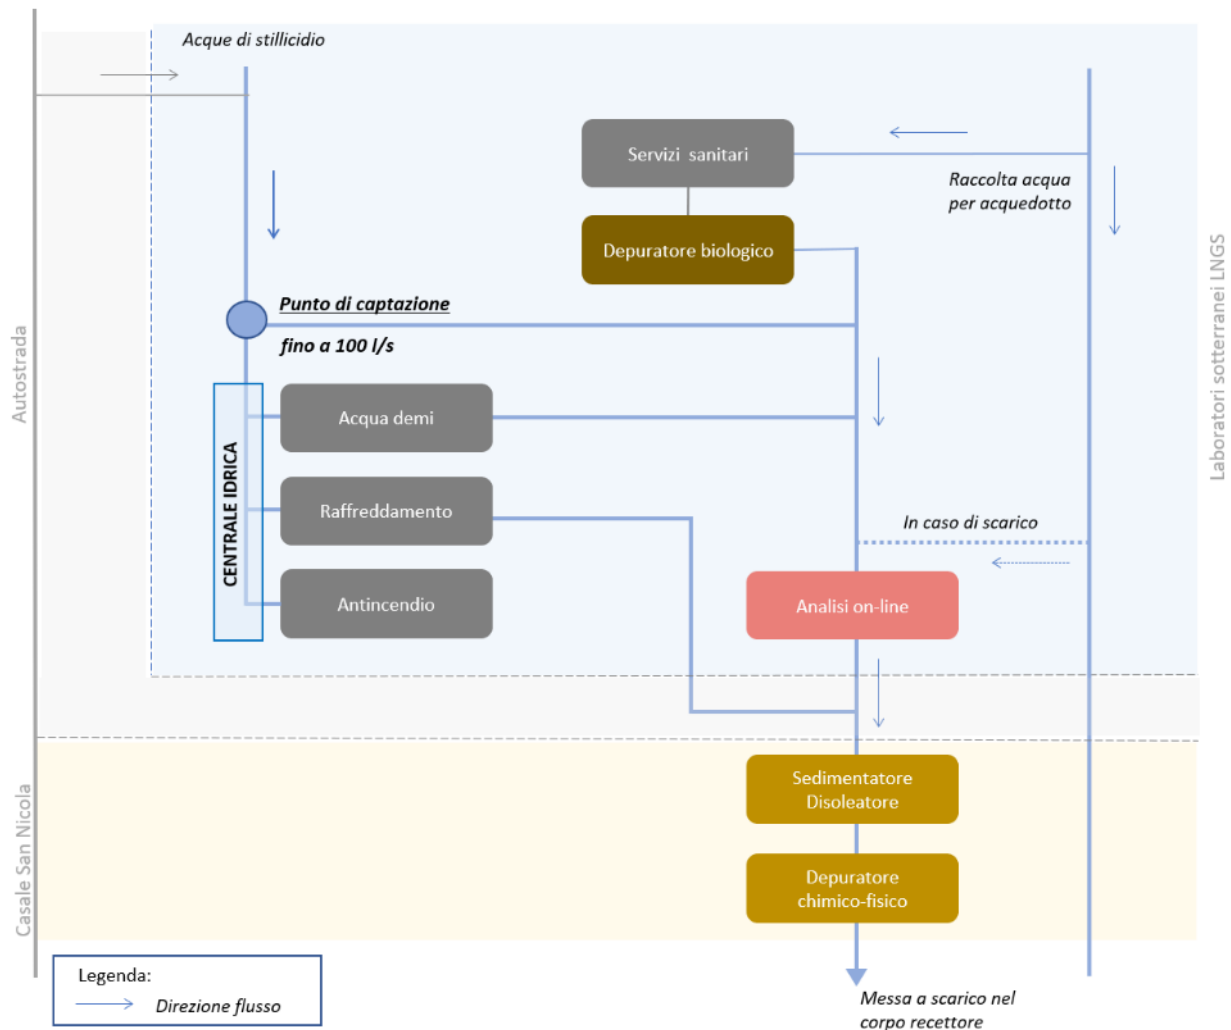 Acque di stillicidio
Servizi sanitari
Raccolta acqua
per acquedotto
Depuratore biologico
Punto di captazione
fino a 100 l/s
Autostrada
Laboratori sotterranei LNGS
CENTRALE IDRICA
Acqua demi
Raffreddamento
In caso di scarico
Antincendio
Analisi on-line
Casale San Nicola
Sedimentatore
Disoleatore
Depuratore
chimico-fisico
Legenda:
Direzione flusso
Messa a scarico nel
corpo recettore